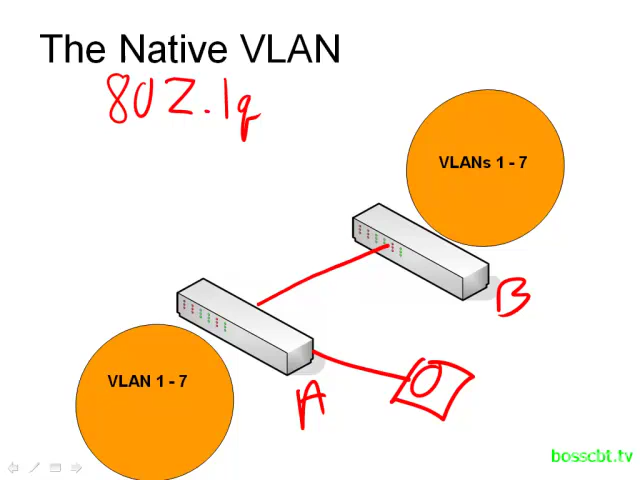 The Native VLAN
802.1q
VLANs 1 - 7
B
VLAN 1 - 7
A
bosscbt.tv